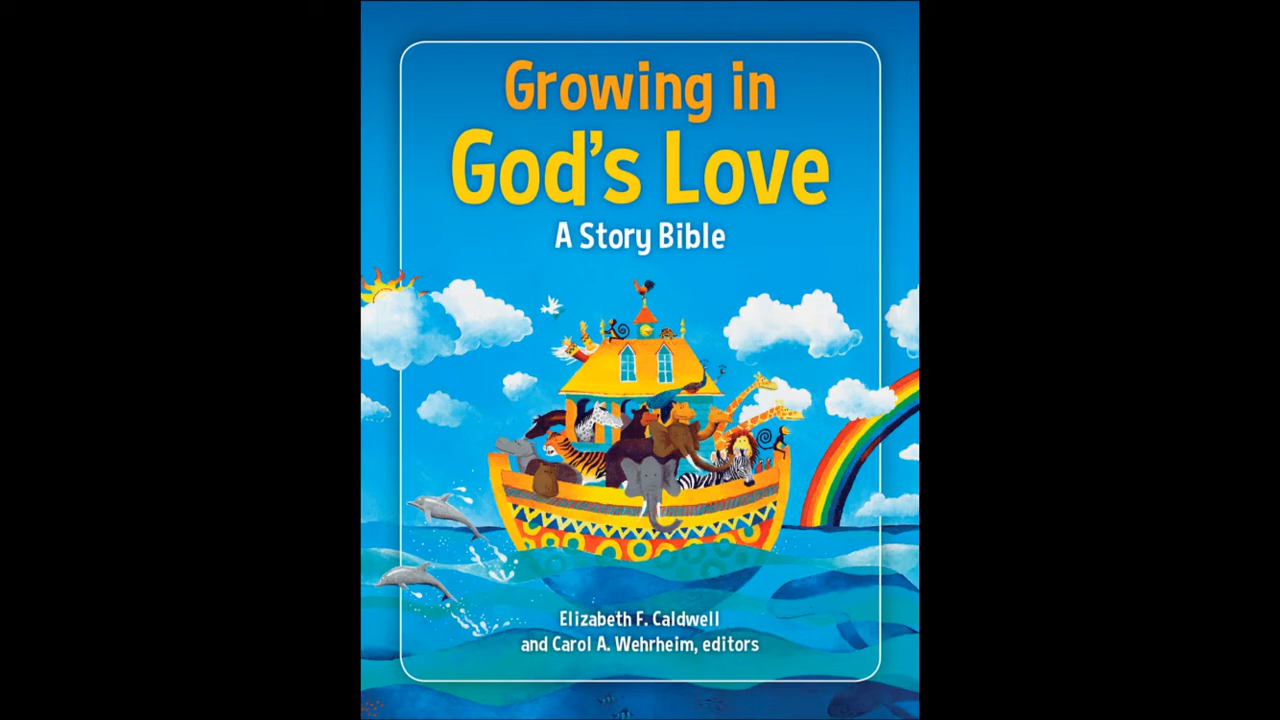 Growing in
God's Love
A Story Bible
Elizabeth F. Caldwell
and Carol A. Wehrheim, editors